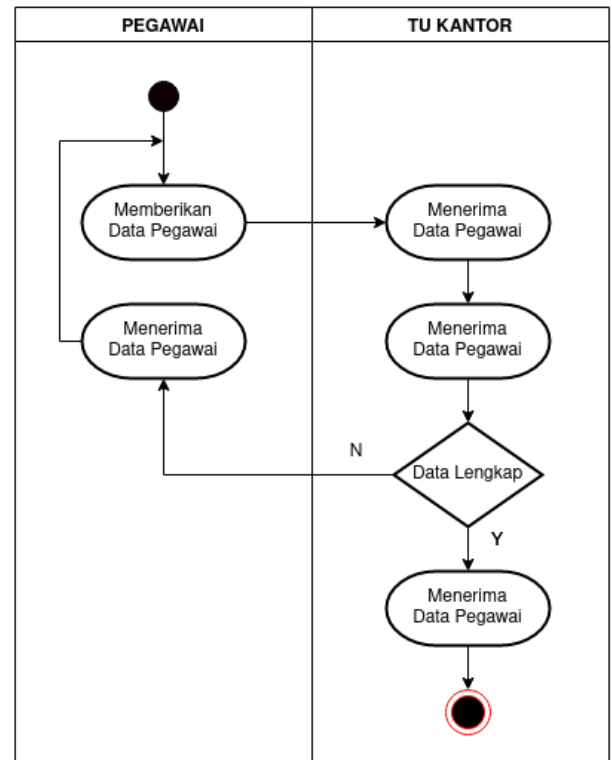 PEGAWAI
TU KANTOR
Memberikan
Data Pegawai
Menerima
Data Pegawai
Menerima
Data Pegawai
Menerima
Data Pegawai
N
Data Lengkap
Y
Menerima
Data Pegawai